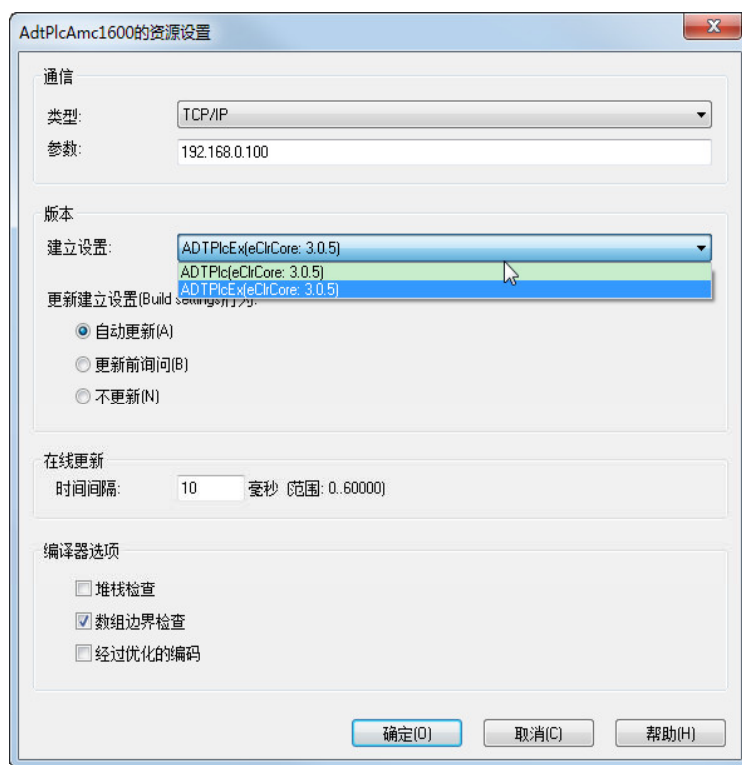 AdtPlcAmc1600的资源设置
通信
类型: TCP/IP
参数: 192.168.0.100
版本
建立设置: ADTPlcEx(eClrCore: 3.0.5)
ADTPlc(eClrCore: 3.0.5)
ADTPlcEx(eClrCore: 3.0.5)
更新建立设置(Build settings)行为:
自动更新(A)
更新前询问(B)
不更新(N)
在线更新
时间间隔: 10 毫秒 (范围: 0..60000)
编译器选项
堆栈检查
数组边界检查
经过优化的编码
确定(O) 取消(C) 帮助(H)